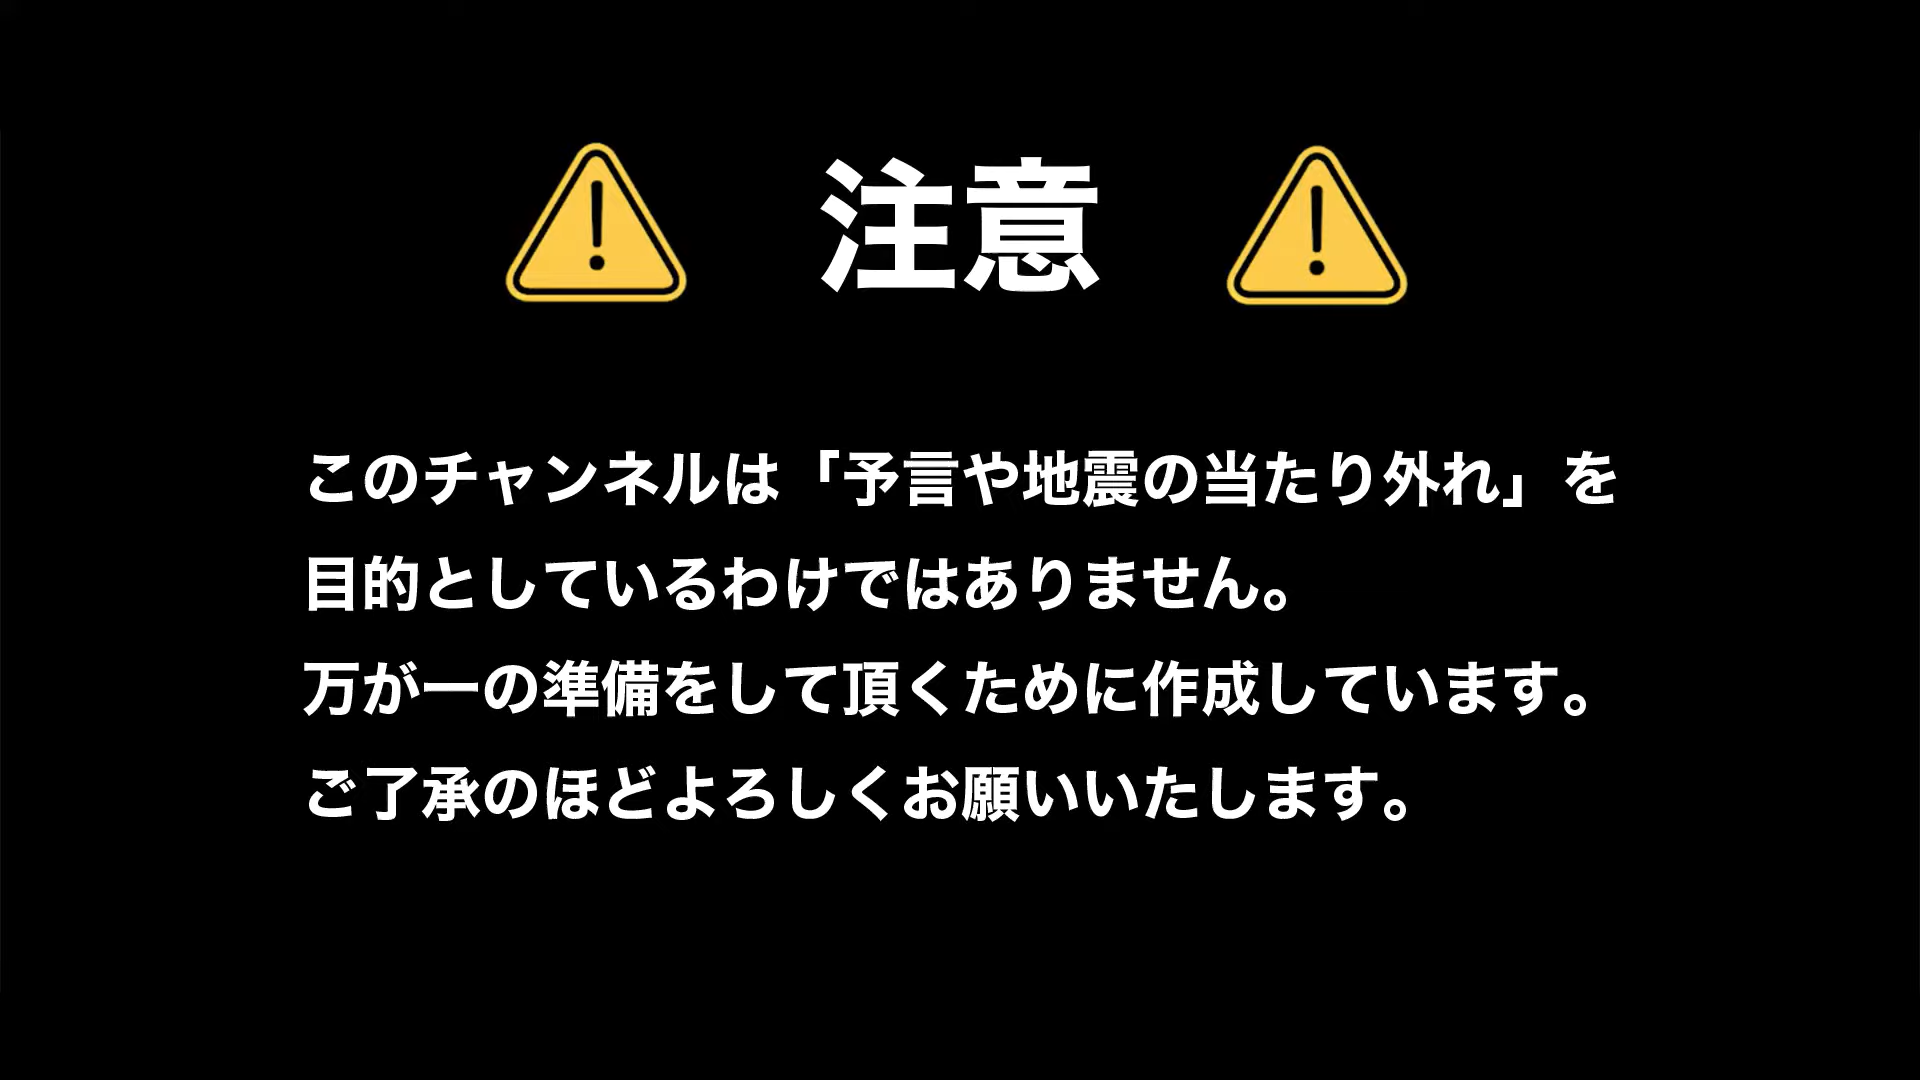 注意
このチャンネルは「予言や地震の当たり外れ」を
目的としているわけではありません。
万が一の準備をして頂くために作成しています。
ご了承のほどよろしくお願いいたします。